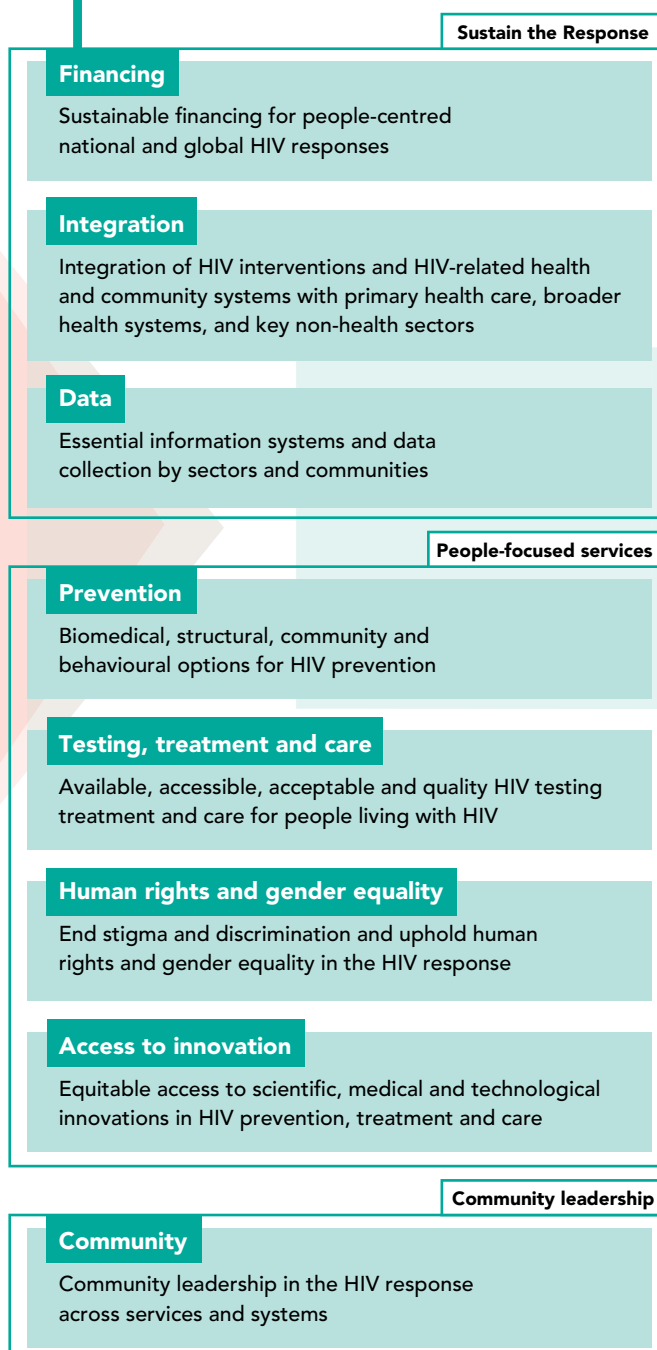 Sustain the Response
Financing
Sustainable financing for people-centred
national and global HIV responses
Integration
Integration of HIV interventions and HIV-related health
and community systems with primary health care, broader
health systems, and key non-health sectors
Data
Essential information systems and data
collection by sectors and communities
People-focused services
Prevention
Biomedical, structural, community and
behavioural options for HIV prevention
Testing, treatment and care
Available, accessible, acceptable and quality HIV testing
treatment and care for people living with HIV
Human rights and gender equality
End stigma and discrimination and uphold human
rights and gender equality in the HIV response
Access to innovation
Equitable access to scientific, medical and technological
innovations in HIV prevention, treatment and care
Community leadership
Community
Community leadership in the HIV response
across services and systems